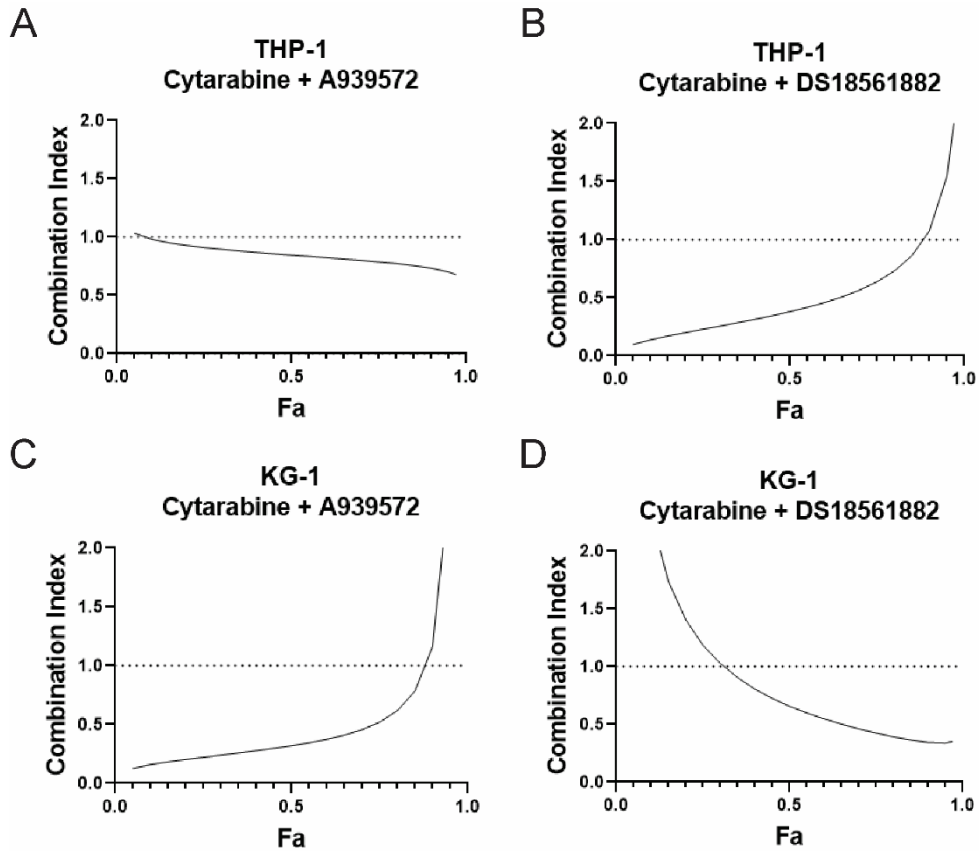 A
THP-1
Cytarabine + A939572
Combination Index
2.0
1.5
1.0
0.5
0.0
0.0 0.5 1.0
Fa
B
THP-1
Cytarabine + DS18561882
Combination Index
2.0
1.5
1.0
0.5
0.0
0.0 0.5 1.0
Fa
C
KG-1
Cytarabine + A939572
Combination Index
2.0
1.5
1.0
0.5
0.0
0.0 0.5 1.0
Fa
D
KG-1
Cytarabine + DS18561882
Combination Index
2.0
1.5
1.0
0.5
0.0
0.0 0.5 1.0
Fa